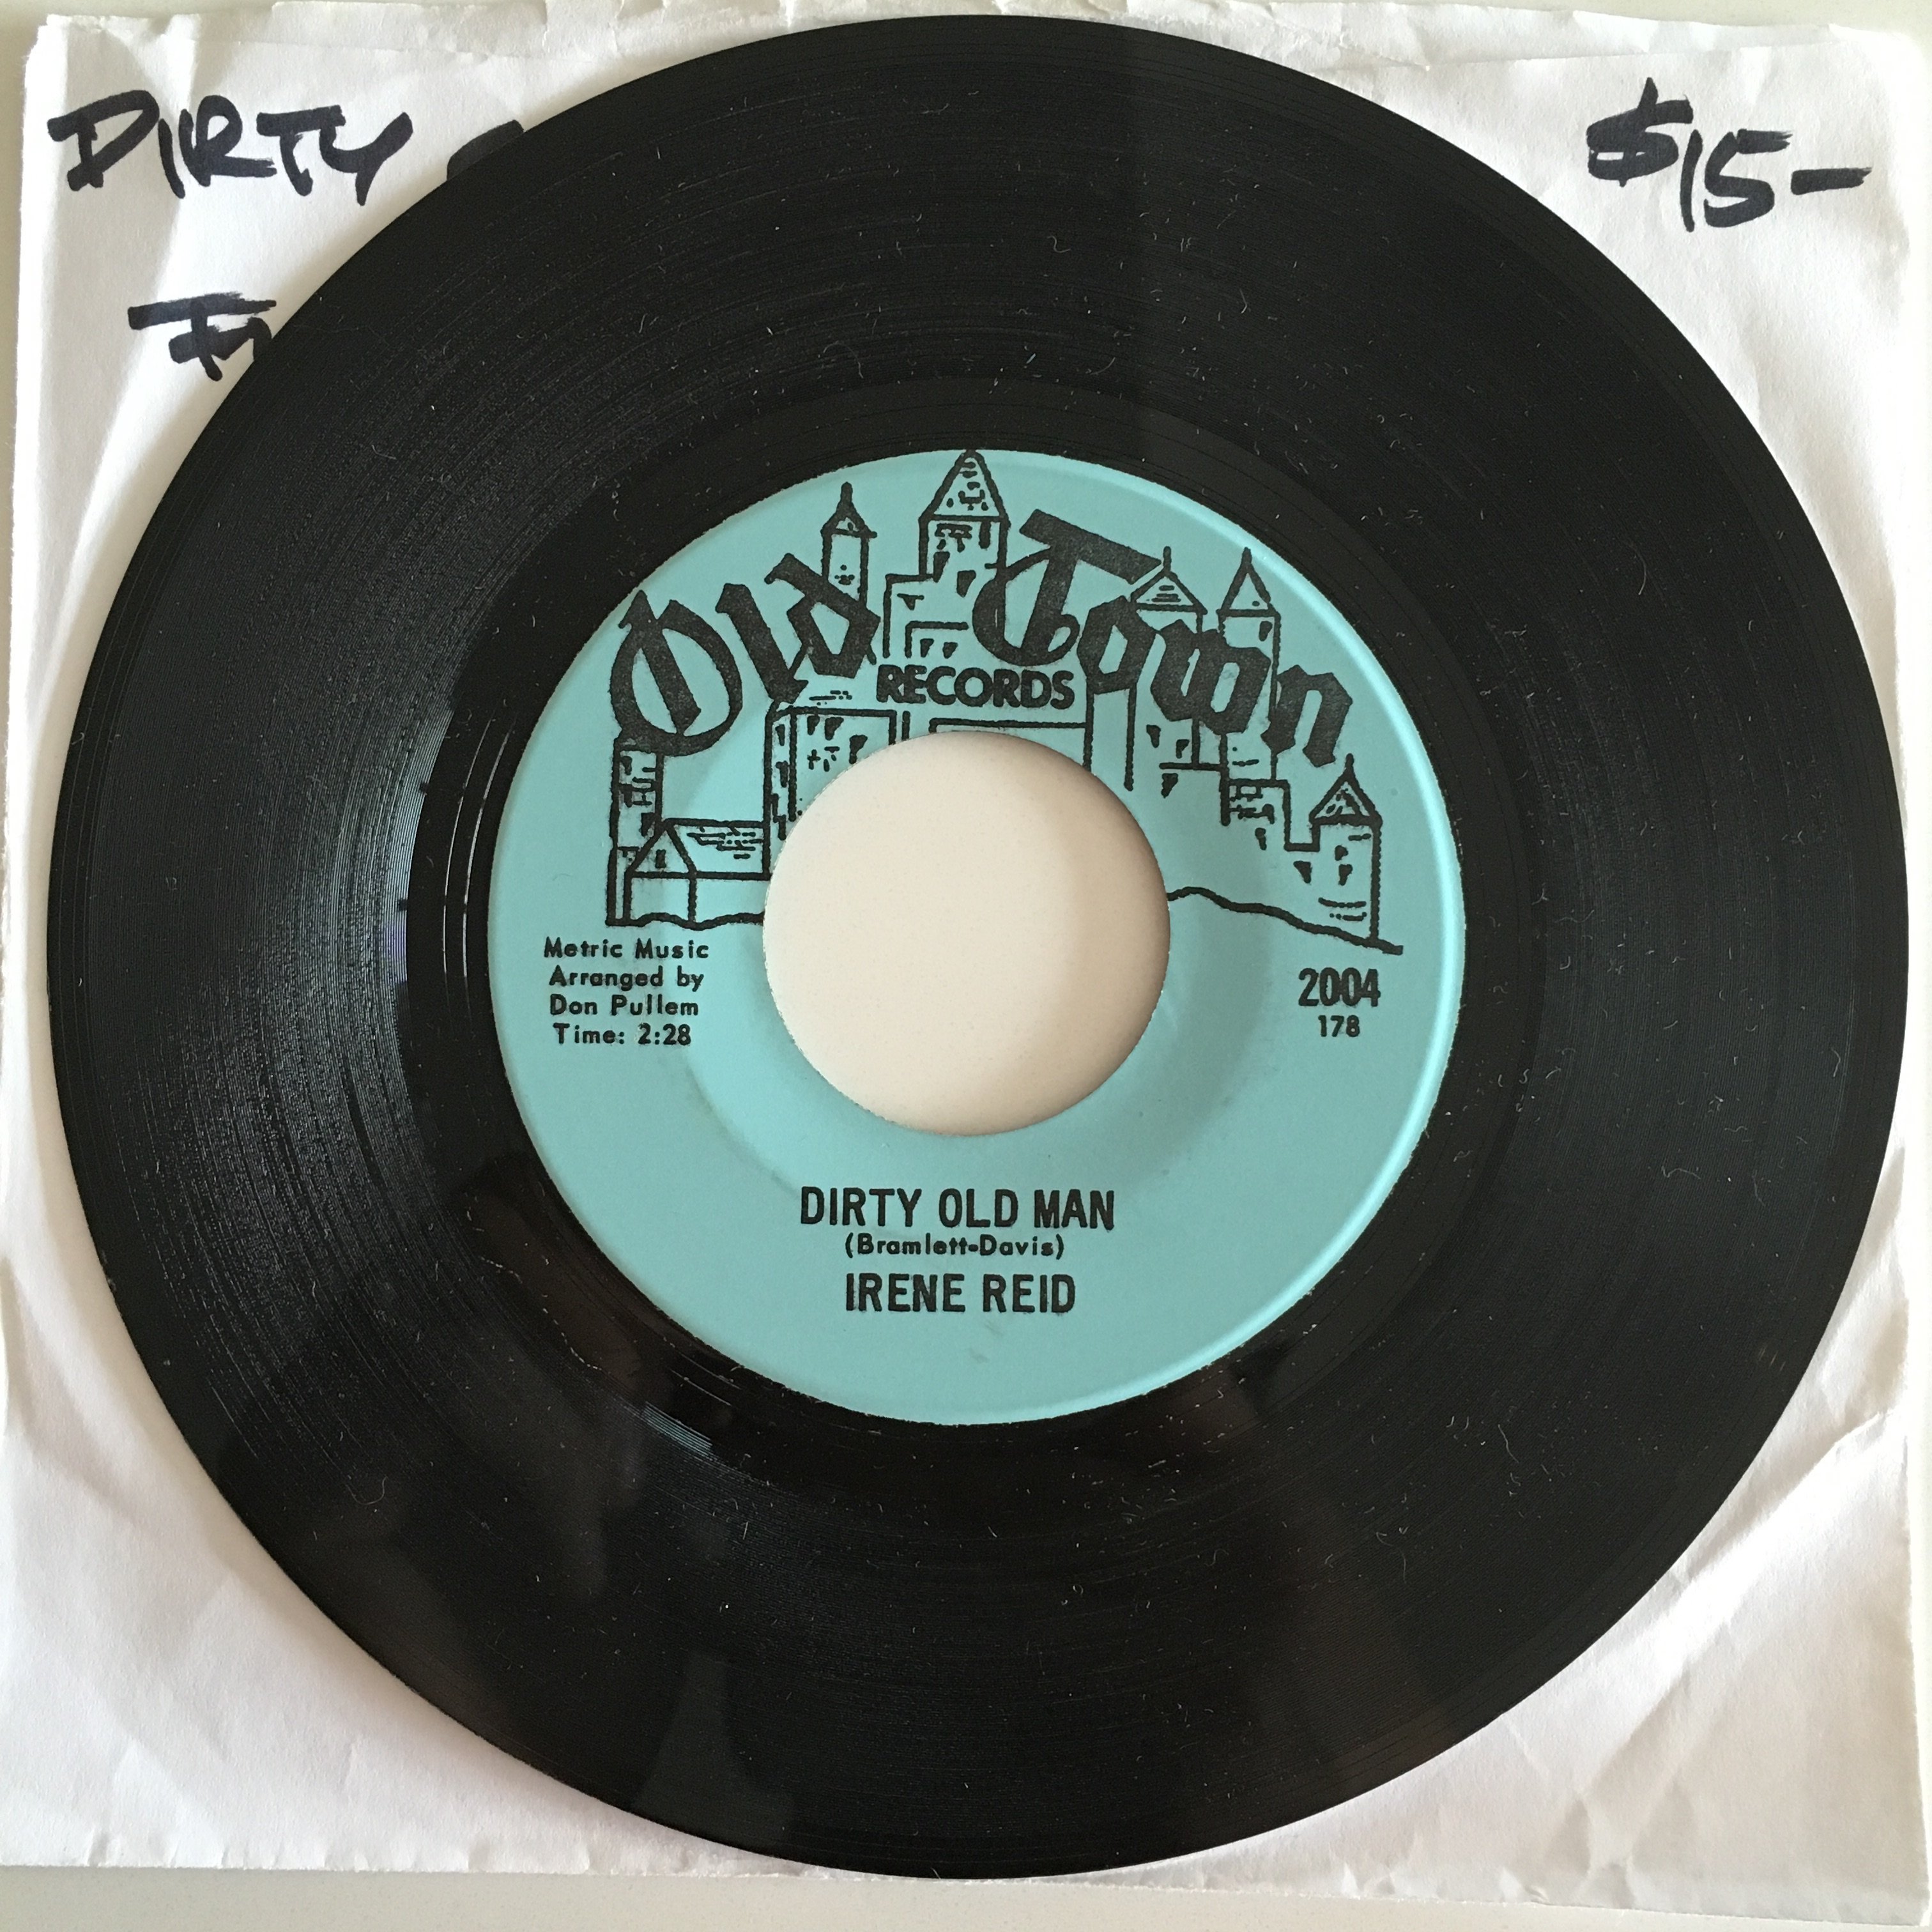 DIRTY
$15-
Old Town
RECORDS
Metric Music
Arranged by
Don Pullem
Time: 2:28
2004
178
DIRTY OLD MAN
(Bramlett-Davis)
IRENE REID